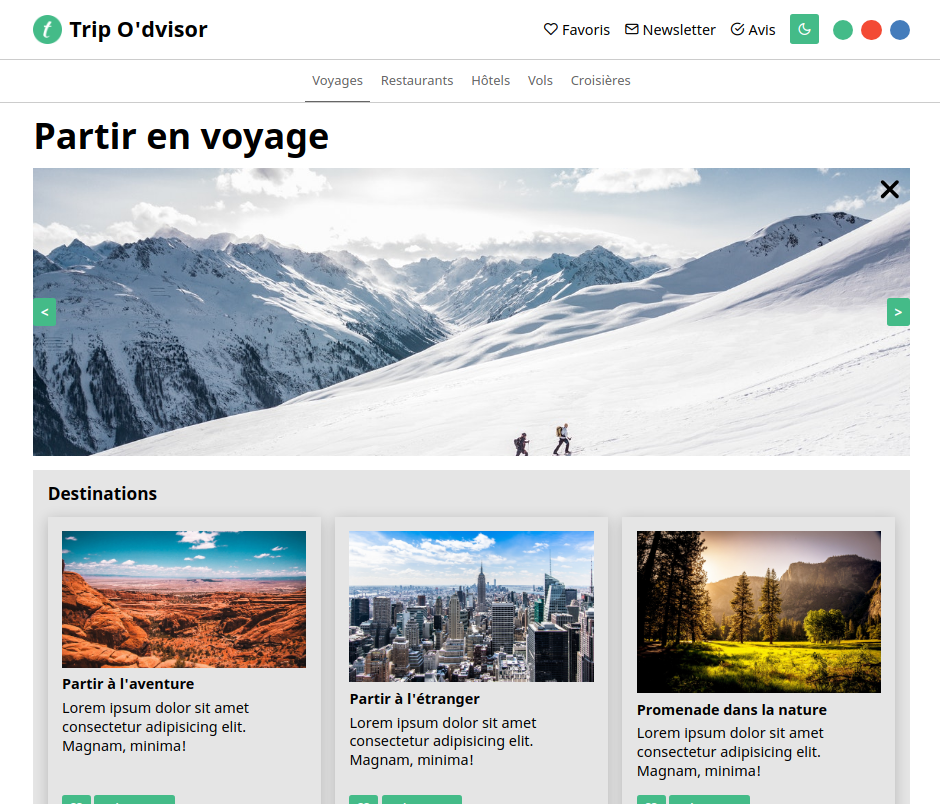 t Trip O'dvisor
Favoris Newsletter Avis
Voyages Restaurants Hôtels Vols Croisières
Partir en voyage
< >
Destinations
Partir à l'aventure
Lorem ipsum dolor sit amet
consectetur adipisicing elit.
Magnam, minima!
Partir à l'étranger
Lorem ipsum dolor sit amet
consectetur adipisicing elit.
Magnam, minima!
Promenade dans la nature
Lorem ipsum dolor sit amet
consectetur adipisicing elit.
Magnam, minima!